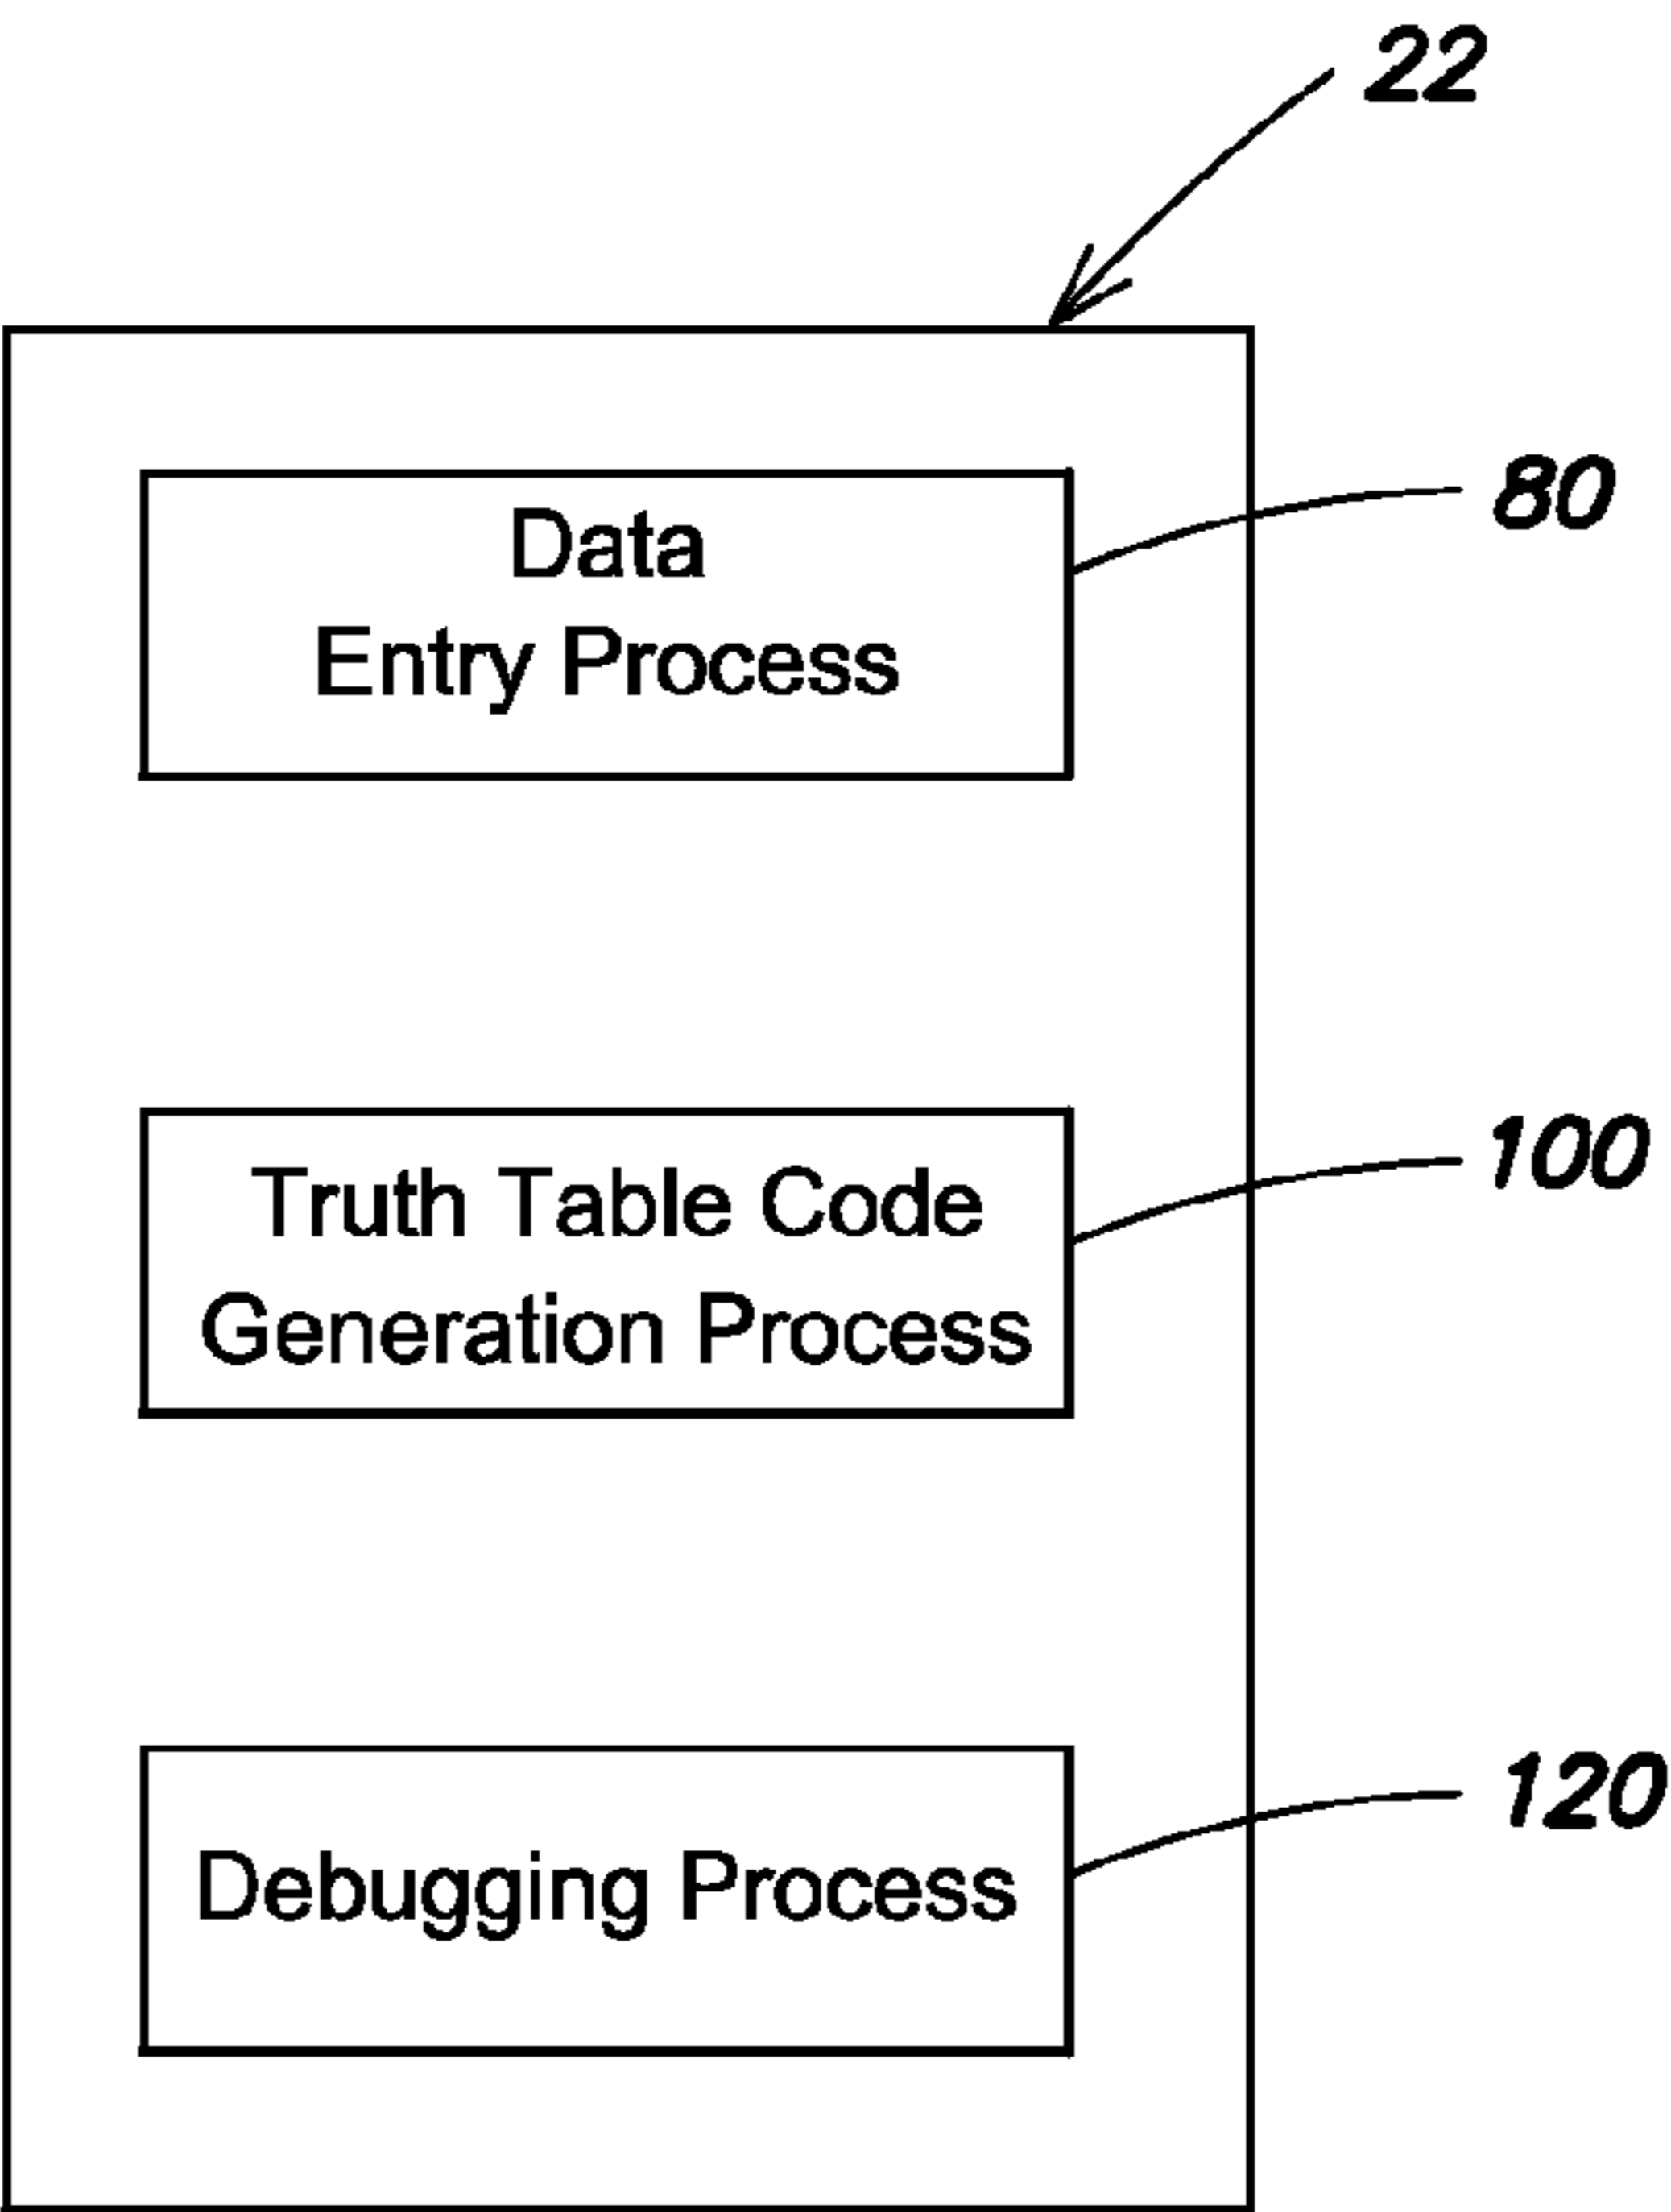 22
Data
Entry Process
80
Truth Table Code
Generation Process
100
Debugging Process
120